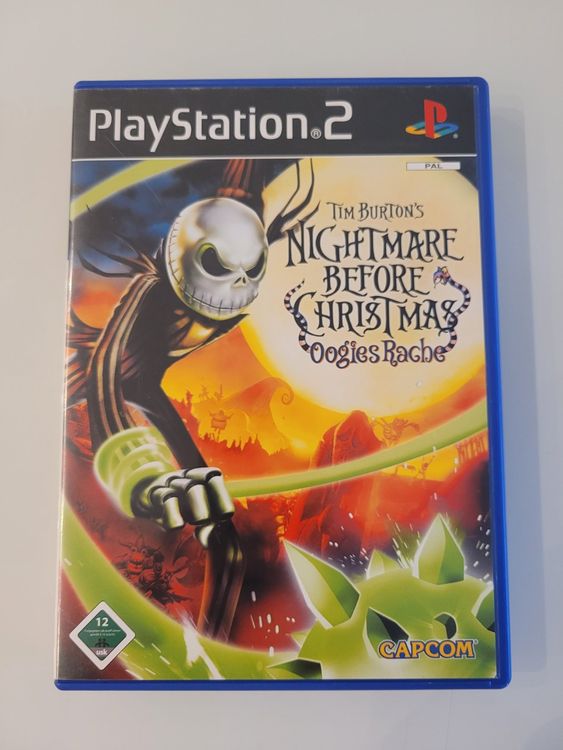 PlayStation®2
PAL
TIM BURTON'S
NIGHTMARE
BEFORE
CHRISTMAS
Oogies Rache
12
usk
CAPCOM